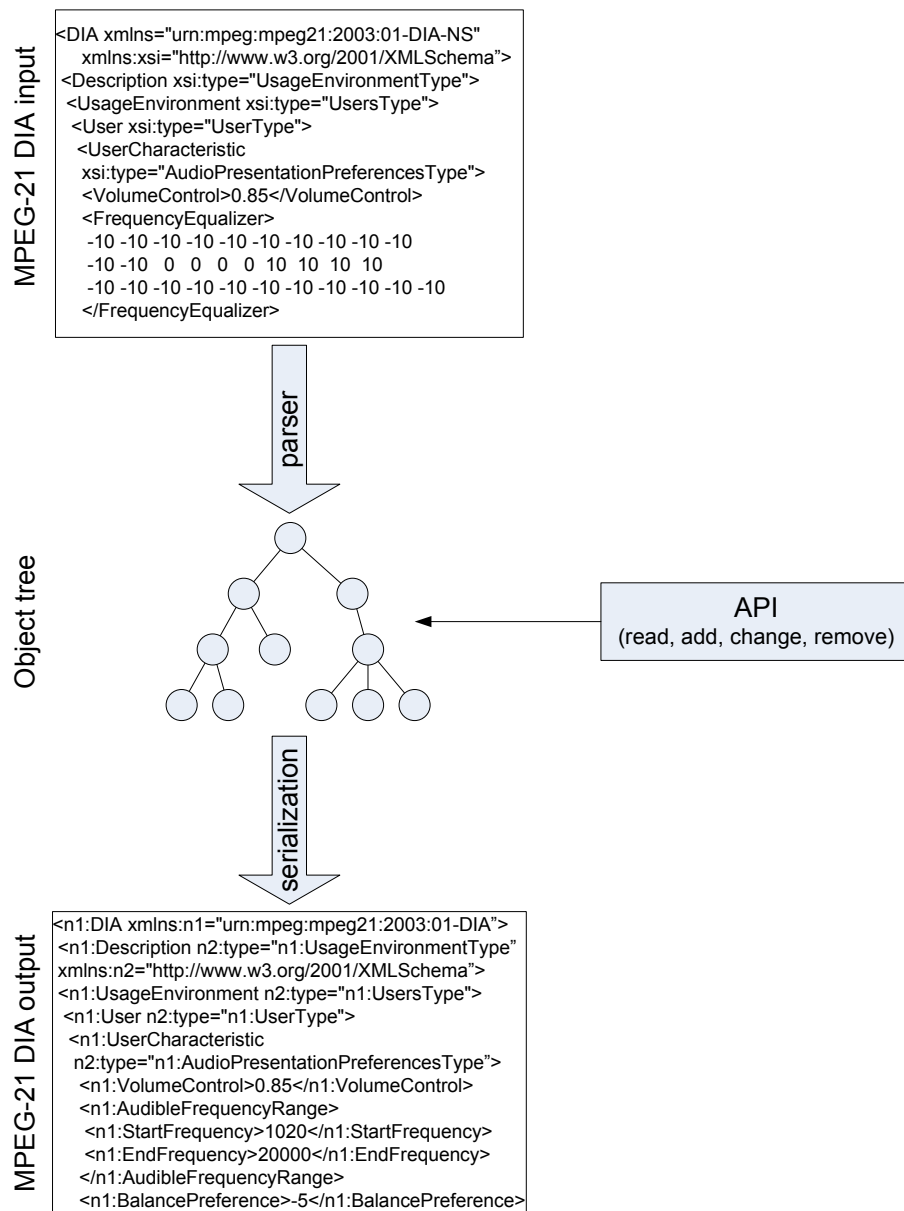 MPEG-21 DIA input
<DIA xmlns="urn:mpeg:mpeg21:2003:01-DIA-NS"
xmlns:xsi="http://www.w3.org/2001/XMLSchema”>
<Description xsi:type="UsageEnvironmentType">
<UsageEnvironment xsi:type="UsersType">
<User xsi:type="UserType">
<UserCharacteristic
xsi:type="AudioPresentationPreferencesType">
<VolumeControl>0.85</VolumeControl>
<FrequencyEqualizer>
-10 -10 -10 -10 -10 -10 -10 -10 -10 -10
-10 -10 0 0 0 0 10 10 10 10
-10 -10 -10 -10 -10 -10 -10 -10 -10 -10 -10
</FrequencyEqualizer>
parser
Object tree
API
(read, add, change, remove)
serialization
MPEG-21 DIA output
<n1:DIA xmlns:n1="urn:mpeg:mpeg21:2003:01-DIA”>
<n1:Description n2:type="n1:UsageEnvironmentType”
xmlns:n2="http://www.w3.org/2001/XMLSchema”>
<n1:UsageEnvironment n2:type="n1:UsersType">
<n1:User n2:type="n1:UserType">
<n1:UserCharacteristic
n2:type="n1:AudioPresentationPreferencesType”>
<n1:VolumeControl>0.85</n1:VolumeControl>
<n1:AudibleFrequencyRange>
<n1:StartFrequency>1020</n1:StartFrequency>
<n1:EndFrequency>20000</n1:EndFrequency>
</n1:AudibleFrequencyRange>
<n1:BalancePreference>-5</n1:BalancePreference>